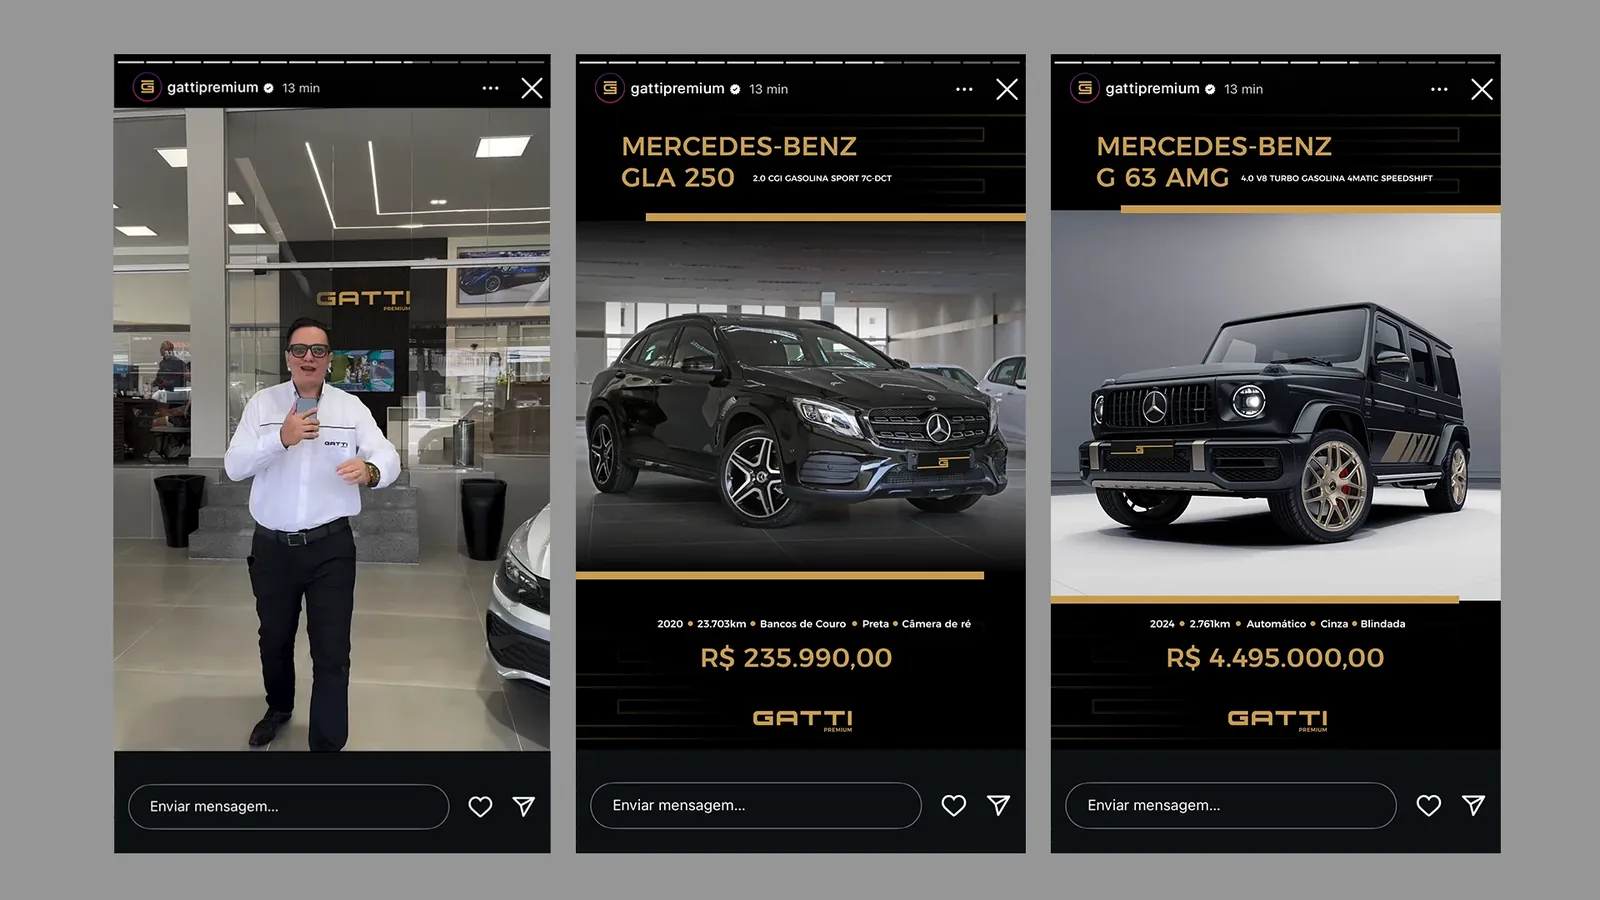 gattipremium 13 min
GATTI
PREMIUM
GATTI
Enviar mensagem...
gattipremium 13 min
MERCEDES-BENZ
GLA 250 2.0 CGI GASOLINA SPORT 7C-DCT
2020 • 23.703km • Bancos de Couro • Preta • Câmera de ré
R$ 235.990,00
GATTI
PREMIUM
Enviar mensagem...
gattipremium 13 min
MERCEDES-BENZ
G 63 AMG 4.0 V8 TURBO GASOLINA 4MATIC SPEEDSHIFT
2024 • 2.761km • Automático • Cinza • Blindada
R$ 4.495.000,00
GATTI
PREMIUM
Enviar mensagem...